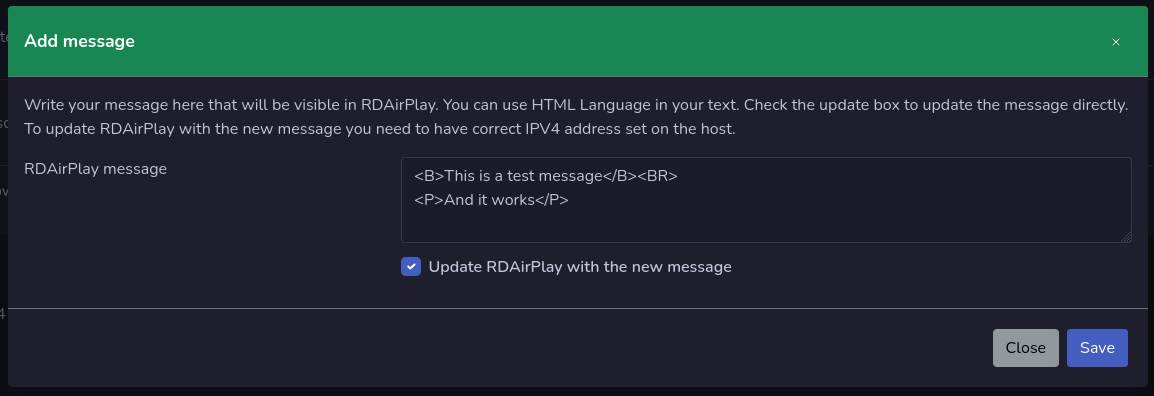 Add message
Write your message here that will be visible in RDAirPlay. You can use HTML Language in your text. Check the update box to update the message directly.
To update RDAirPlay with the new message you need to have correct IPV4 address set on the host.
RDAirPlay message
<B>This is a test message</B><BR>
<P>And it works</P>
Update RDAirPlay with the new message
Close Save